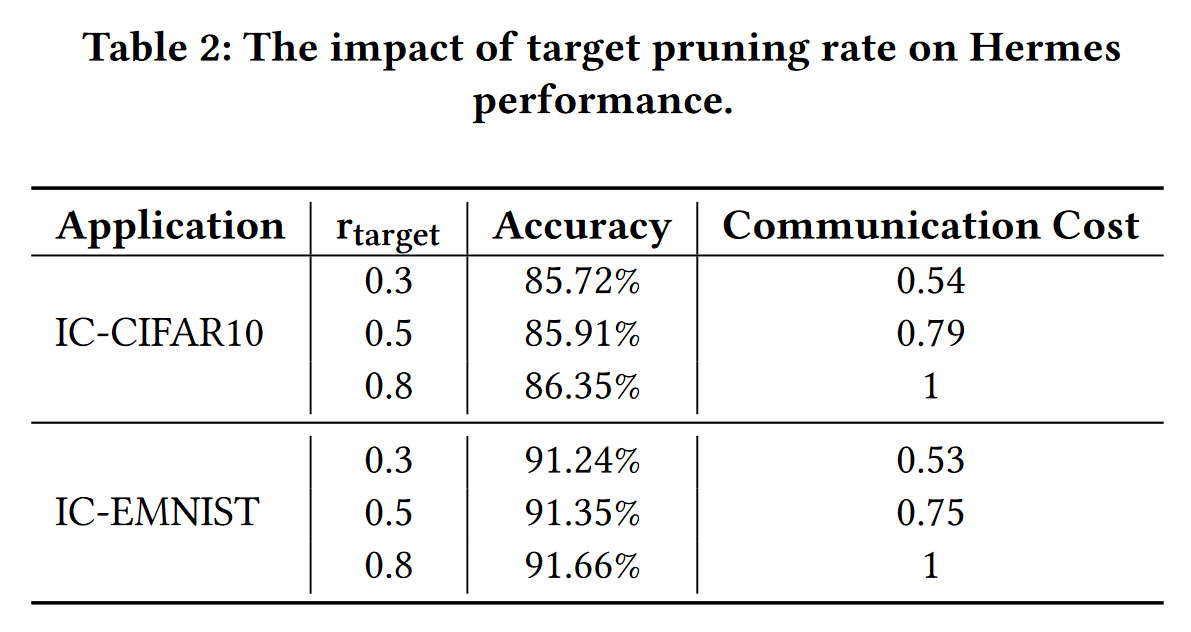 Table 2: The impact of target pruning rate on Hermes
performance.
Application r_target Accuracy Communication Cost
IC-CIFAR10
0.3 85.72% 0.54
0.5 85.91% 0.79
0.8 86.35% 1
IC-EMNIST
0.3 91.24% 0.53
0.5 91.35% 0.75
0.8 91.66% 1